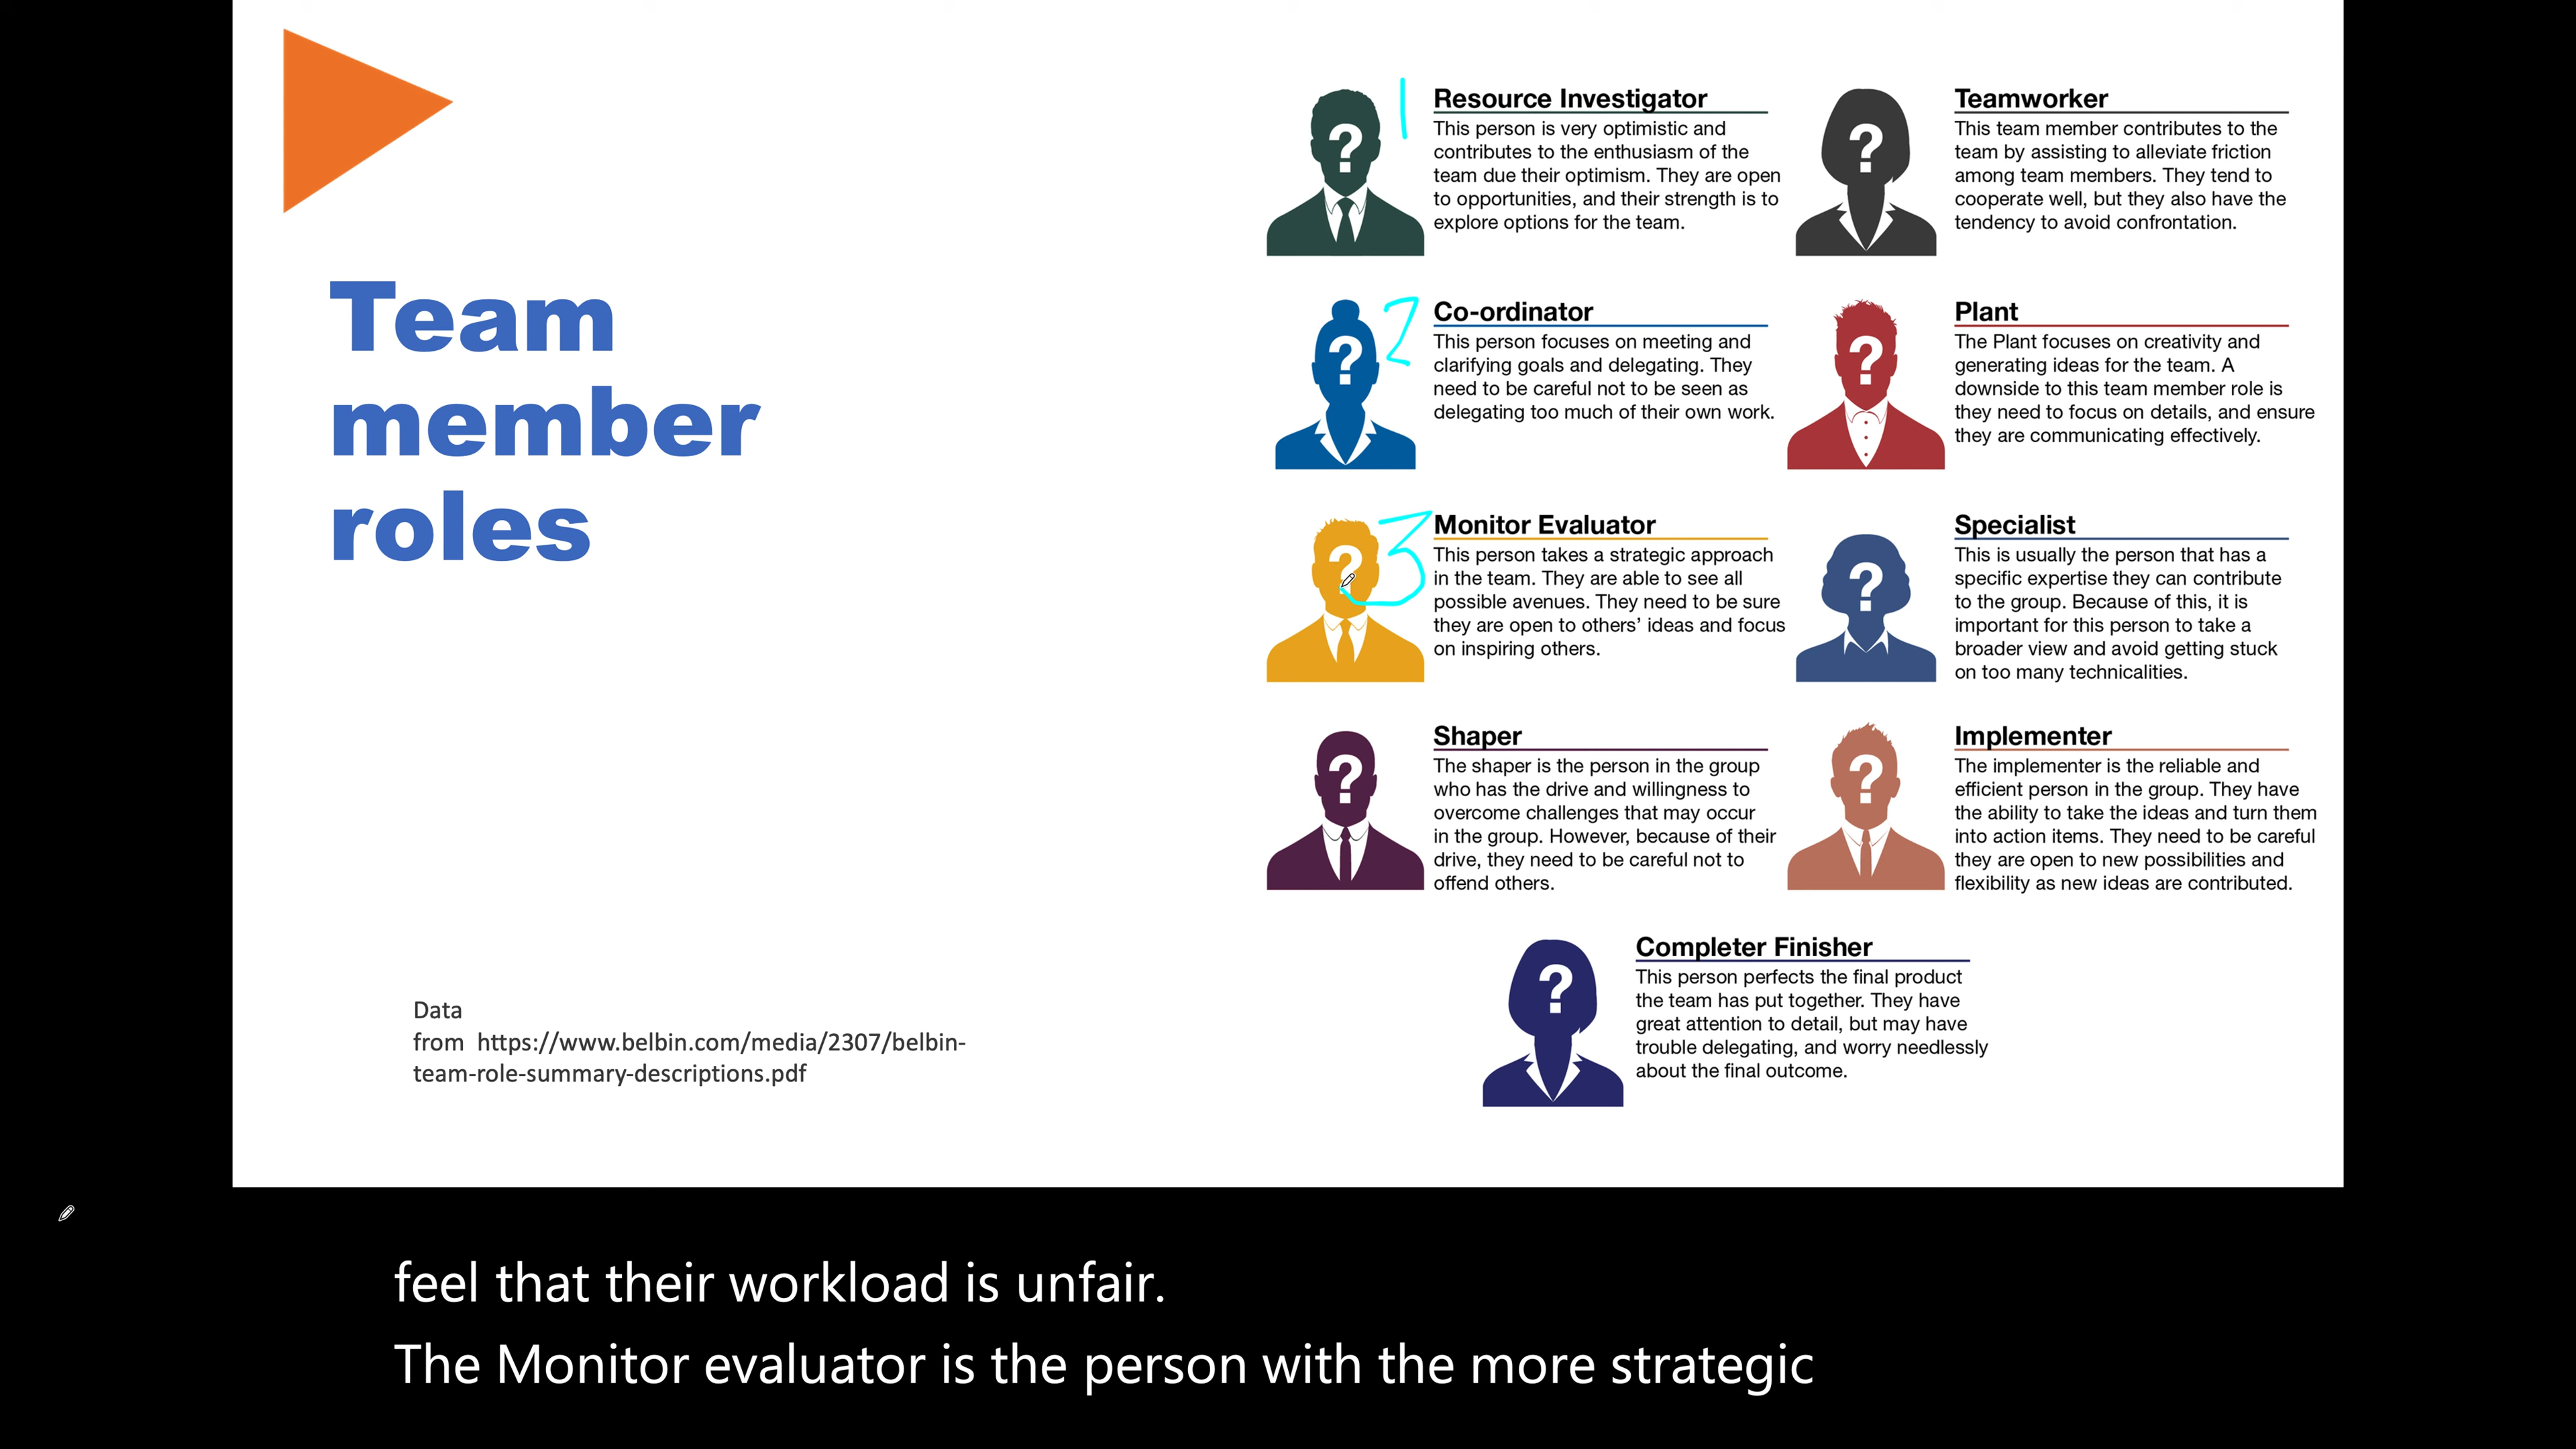 Team
member
roles
Data
from https://www.belbin.com/media/2307/belbin-
team-role-summary-descriptions.pdf
?
1
Resource Investigator
This person is very optimistic and
contributes to the enthusiasm of the
team due their optimism. They are open
to opportunities, and their strength is to
explore options for the team.
?
Teamworker
This team member contributes to the
team by assisting to alleviate friction
among team members. They tend to
cooperate well, but they also have the
tendency to avoid confrontation.
?
2
Co-ordinator
This person focuses on meeting and
clarifying goals and delegating. They
need to be careful not to be seen as
delegating too much of their own work.
?
Plant
The Plant focuses on creativity and
generating ideas for the team. A
downside to this team member role is
they need to focus on details, and ensure
they are communicating effectively.
?
3
Monitor Evaluator
This person takes a strategic approach
in the team. They are able to see all
possible avenues. They need to be sure
they are open to others’ ideas and focus
on inspiring others.
?
Specialist
This is usually the person that has a
specific expertise they can contribute
to the group. Because of this, it is
important for this person to take a
broader view and avoid getting stuck
on too many technicalities.
?
Shaper
The shaper is the person in the group
who has the drive and willingness to
overcome challenges that may occur
in the group. However, because of their
drive, they need to be careful not to
offend others.
?
Implementer
The implementer is the reliable and
efficient person in the group. They have
the ability to take the ideas and turn them
into action items. They need to be careful
they are open to new possibilities and
flexibility as new ideas are contributed.
?
Completer Finisher
This person perfects the final product
the team has put together. They have
great attention to detail, but may have
trouble delegating, and worry needlessly
about the final outcome.
feel that their workload is unfair.
The Monitor evaluator is the person with the more strategic